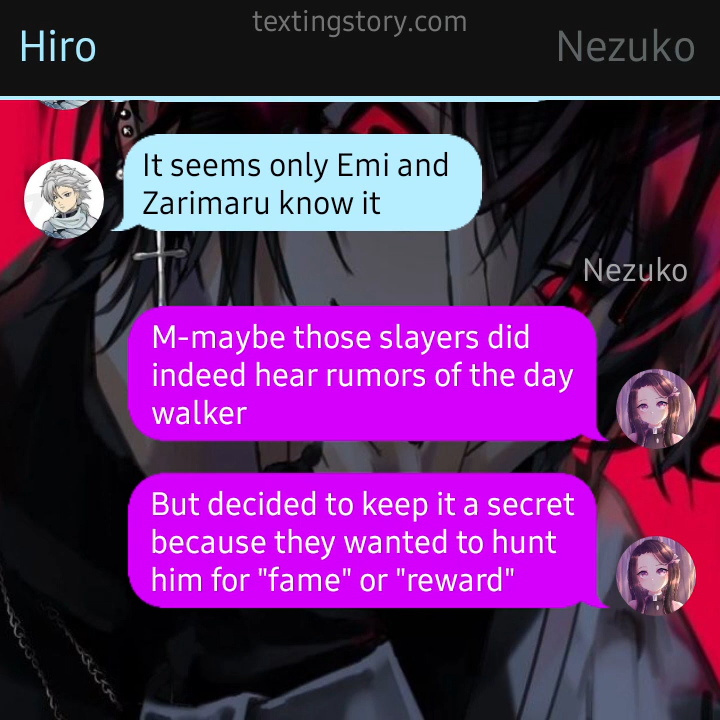 textingstory.com
Hiro
Nezuko
It seems only Emi and
Zarimaru know it
Nezuko
M-maybe those slayers did
indeed hear rumors of the day
walker
But decided to keep it a secret
because they wanted to hunt
him for "fame" or "reward"